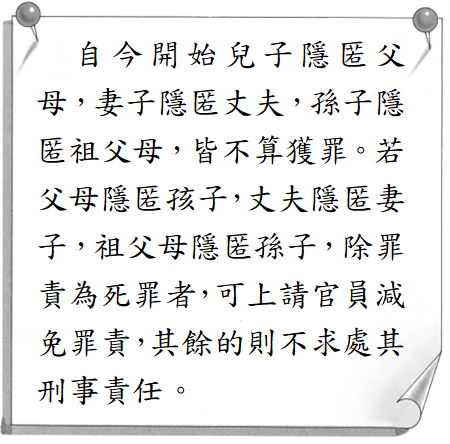 自今開始兒子隱匿父
母，妻子隱匿丈夫，孫子隱
匿祖父母，皆不算獲罪。若
父母隱匿孩子，丈夫隱匿妻
子，祖父母隱匿孫子，除罪
責為死罪者，可上請官員減
免罪責，其餘的則不求處其
刑事責任。